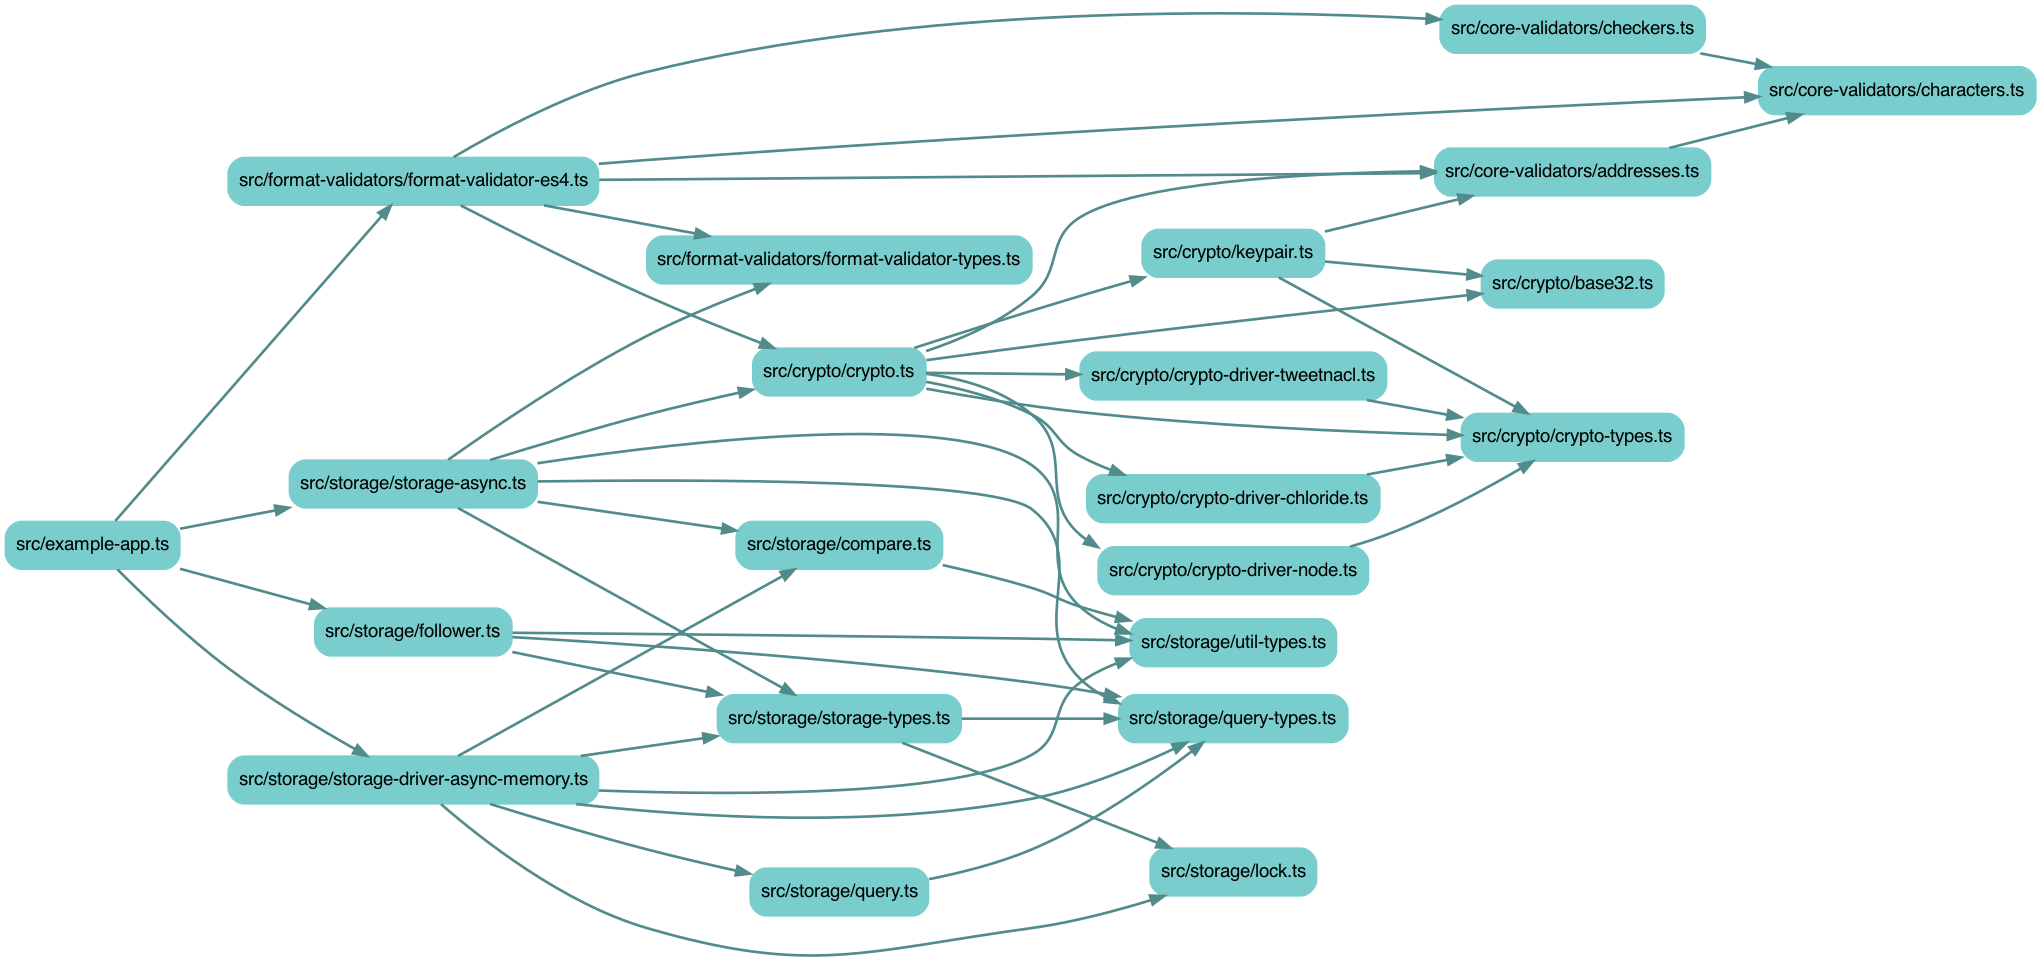 src/core-validators/checkers.ts
src/core-validators/characters.ts
src/format-validators/format-validator-es4.ts
src/core-validators/addresses.ts
src/format-validators/format-validator-types.ts
src/crypto/keypair.ts
src/crypto/base32.ts
src/crypto/crypto.ts
src/crypto/crypto-driver-tweetnacl.ts
src/crypto/crypto-types.ts
src/storage/storage-async.ts
src/crypto/crypto-driver-chloride.ts
src/example-app.ts
src/storage/compare.ts
src/crypto/crypto-driver-node.ts
src/storage/follower.ts
src/storage/util-types.ts
src/storage/storage-types.ts
src/storage/query-types.ts
src/storage/storage-driver-async-memory.ts
src/storage/lock.ts
src/storage/query.ts